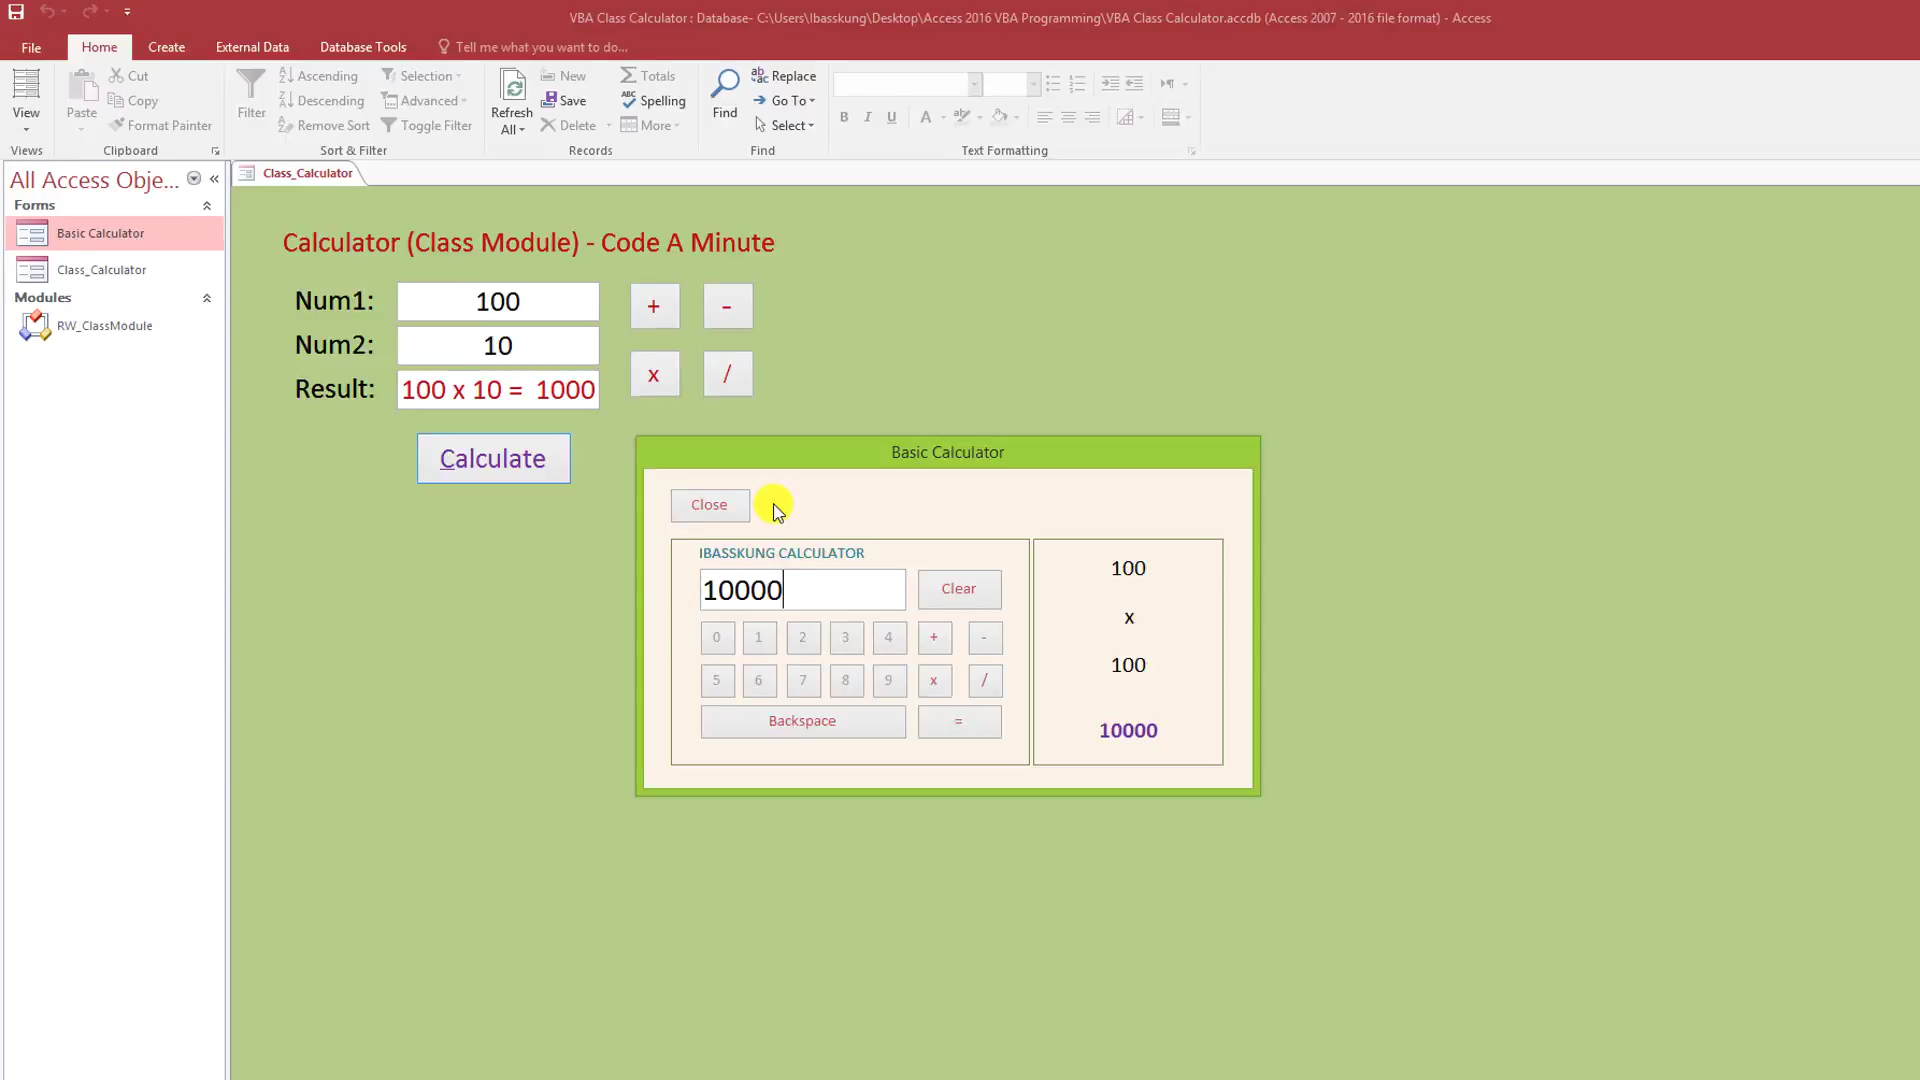 VBA Class Calculator : Database- C:\Users\Ibasskung\Desktop\Access 2016 VBA Programming\VBA Class Calculator.accdb (Access 2007 - 2016 file format) - Access
File Home Create External Data Database Tools Tell me what you want to do...
View
Views
Paste
Cut
Copy
Format Painter
Clipboard
Filter
Ascending
Descending
Remove Sort
Selection
Advanced
Toggle Filter
Sort & Filter
Refresh
All
New
Save
Delete
Totals
Spelling
More
Records
Find
Replace
Go To
Select
Find
B I U A
Text Formatting
All Access Obje...
Forms
Basic Calculator
Class_Calculator
Modules
RW_ClassModule
Class_Calculator
Calculator (Class Module) - Code A Minute
Num1: 100 + -
Num2: 10
Result: 100 x 10 = 1000 x /
Calculate
Basic Calculator
Close
IBASSKUNG CALCULATOR
10000 Clear
0 1 2 3 4 + -
5 6 7 8 9 x /
Backspace =
100
x
100
10000